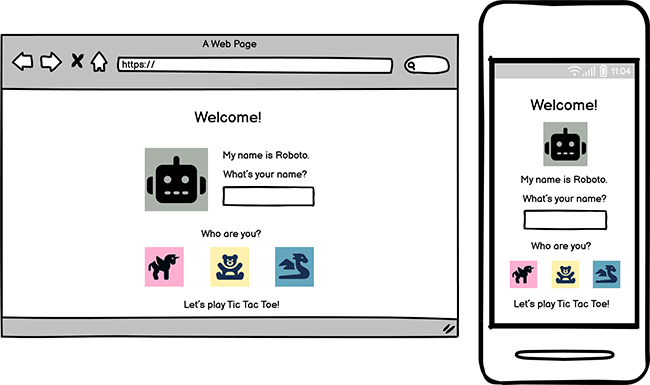 A Web Page
https://
Welcome!
My name is Roboto.
What's your name?
Who are you?
Let's play Tic Tac Toe!
11:04
Welcome!
My name is Roboto.
What's your name?
Who are you?
Let's play Tic Tac Toe!